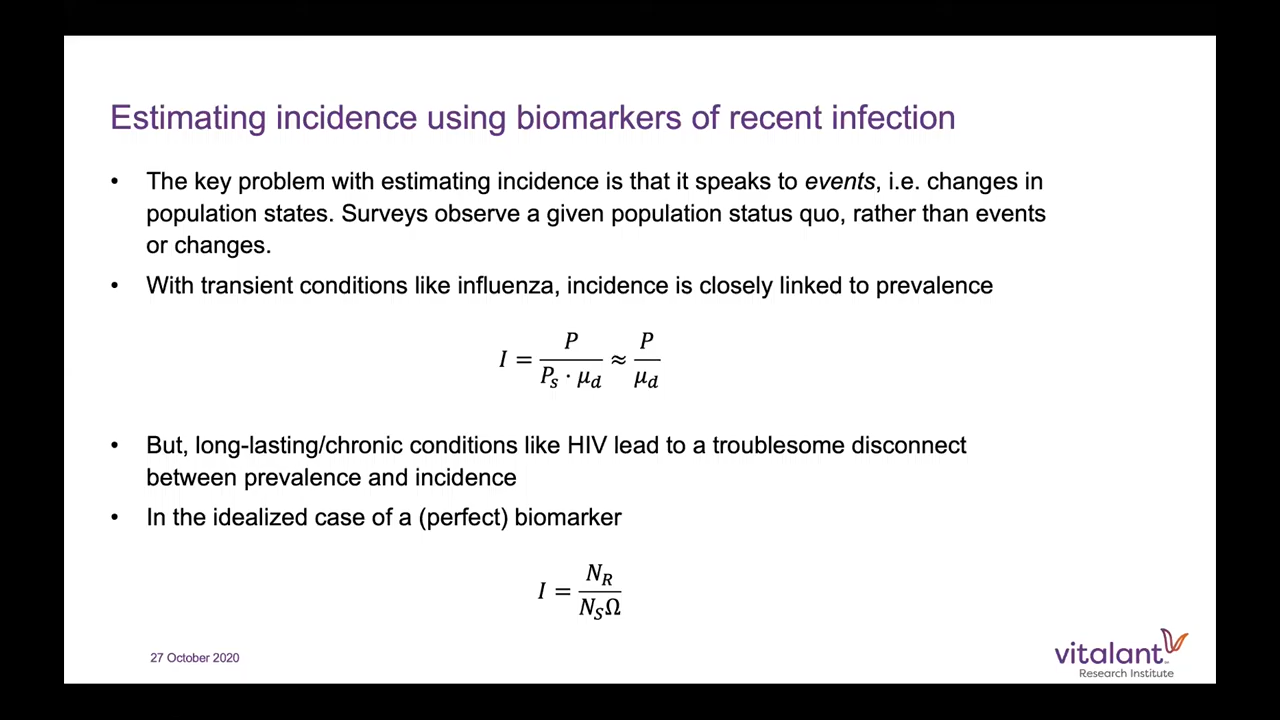 Estimating incidence using biomarkers of recent infection
• The key problem with estimating incidence is that it speaks to events, i.e. changes in
population states. Surveys observe a given population status quo, rather than events
or changes.
• With transient conditions like influenza, incidence is closely linked to prevalence
I = P / (P_s · μ_d) ≈ P / μ_d
• But, long-lasting/chronic conditions like HIV lead to a troublesome disconnect
between prevalence and incidence
• In the idealized case of a (perfect) biomarker
I = N_R / (N_S Ω)
27 October 2020
vitalant
Research Institute